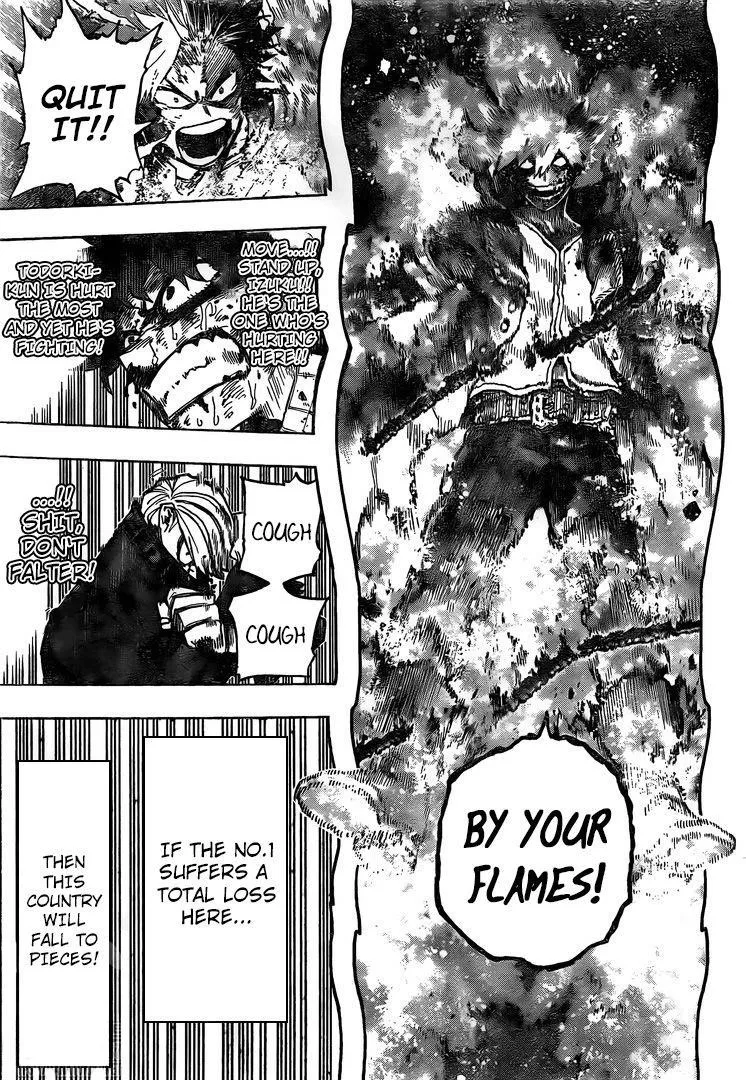 BY YOUR
FLAMES!
QUIT
IT!!
MOVE...!!
STAND UP,
IZUKU!!
HE'S THE
ONE WHO'S
HURTING
HERE!!
TODORKI-
KUN IS HURT
THE MOST
AND YET HE'S
FIGHTING!
COUGH
COUGH
...!!
SHIT,
DON'T
FALTER!
IF THE NO.1
SUFFERS A
TOTAL LOSS
HERE...
THEN
THIS
COUNTRY
WILL
FALL TO
PIECES!